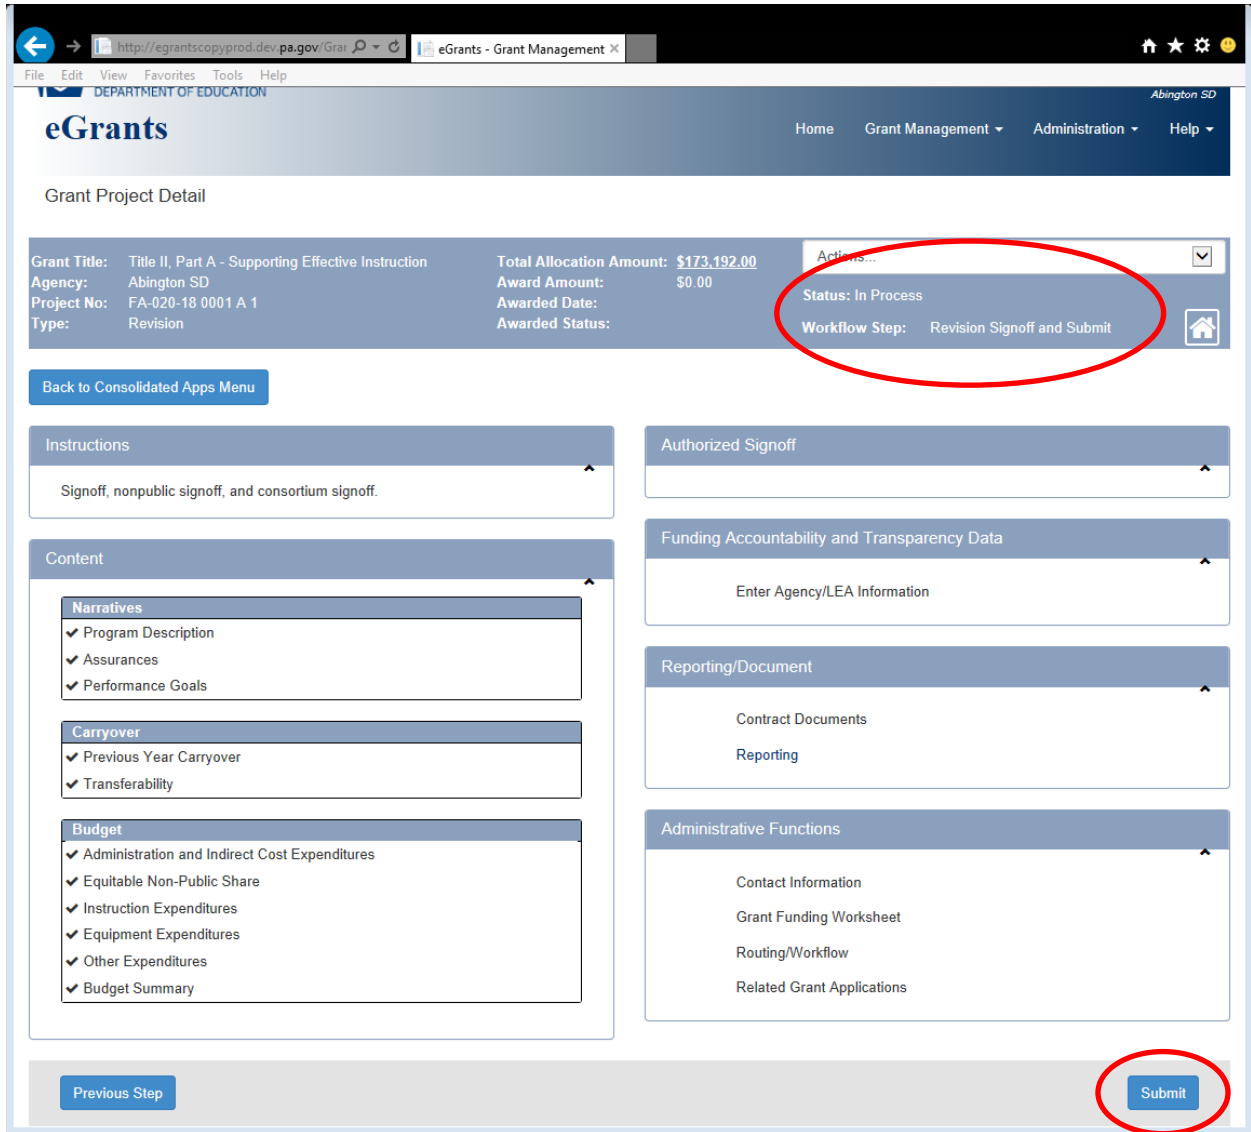 http://egrantscopyprod.dev.pa.gov/Grai
eGrants - Grant Management
File Edit View Favorites Tools Help
DEPARTMENT OF EDUCATION
Abington SD
eGrants
Home Grant Management Administration Help
Grant Project Detail
Grant Title: Title II, Part A - Supporting Effective Instruction
Agency: Abington SD
Project No: FA-020-18 0001 A 1
Type: Revision
Total Allocation Amount: $173,192.00
Award Amount: $0.00
Awarded Date:
Awarded Status:
Actions...
Status: In Process
Workflow Step: Revision Signoff and Submit
Back to Consolidated Apps Menu
Instructions
Signoff, nonpublic signoff, and consortium signoff.
Content
Narratives
Program Description
Assurances
Performance Goals
Carryover
Previous Year Carryover
Transferability
Budget
Administration and Indirect Cost Expenditures
Equitable Non-Public Share
Instruction Expenditures
Equipment Expenditures
Other Expenditures
Budget Summary
Authorized Signoff
Funding Accountability and Transparency Data
Enter Agency/LEA Information
Reporting/Document
Contract Documents
Reporting
Administrative Functions
Contact Information
Grant Funding Worksheet
Routing/Workflow
Related Grant Applications
Previous Step
Submit